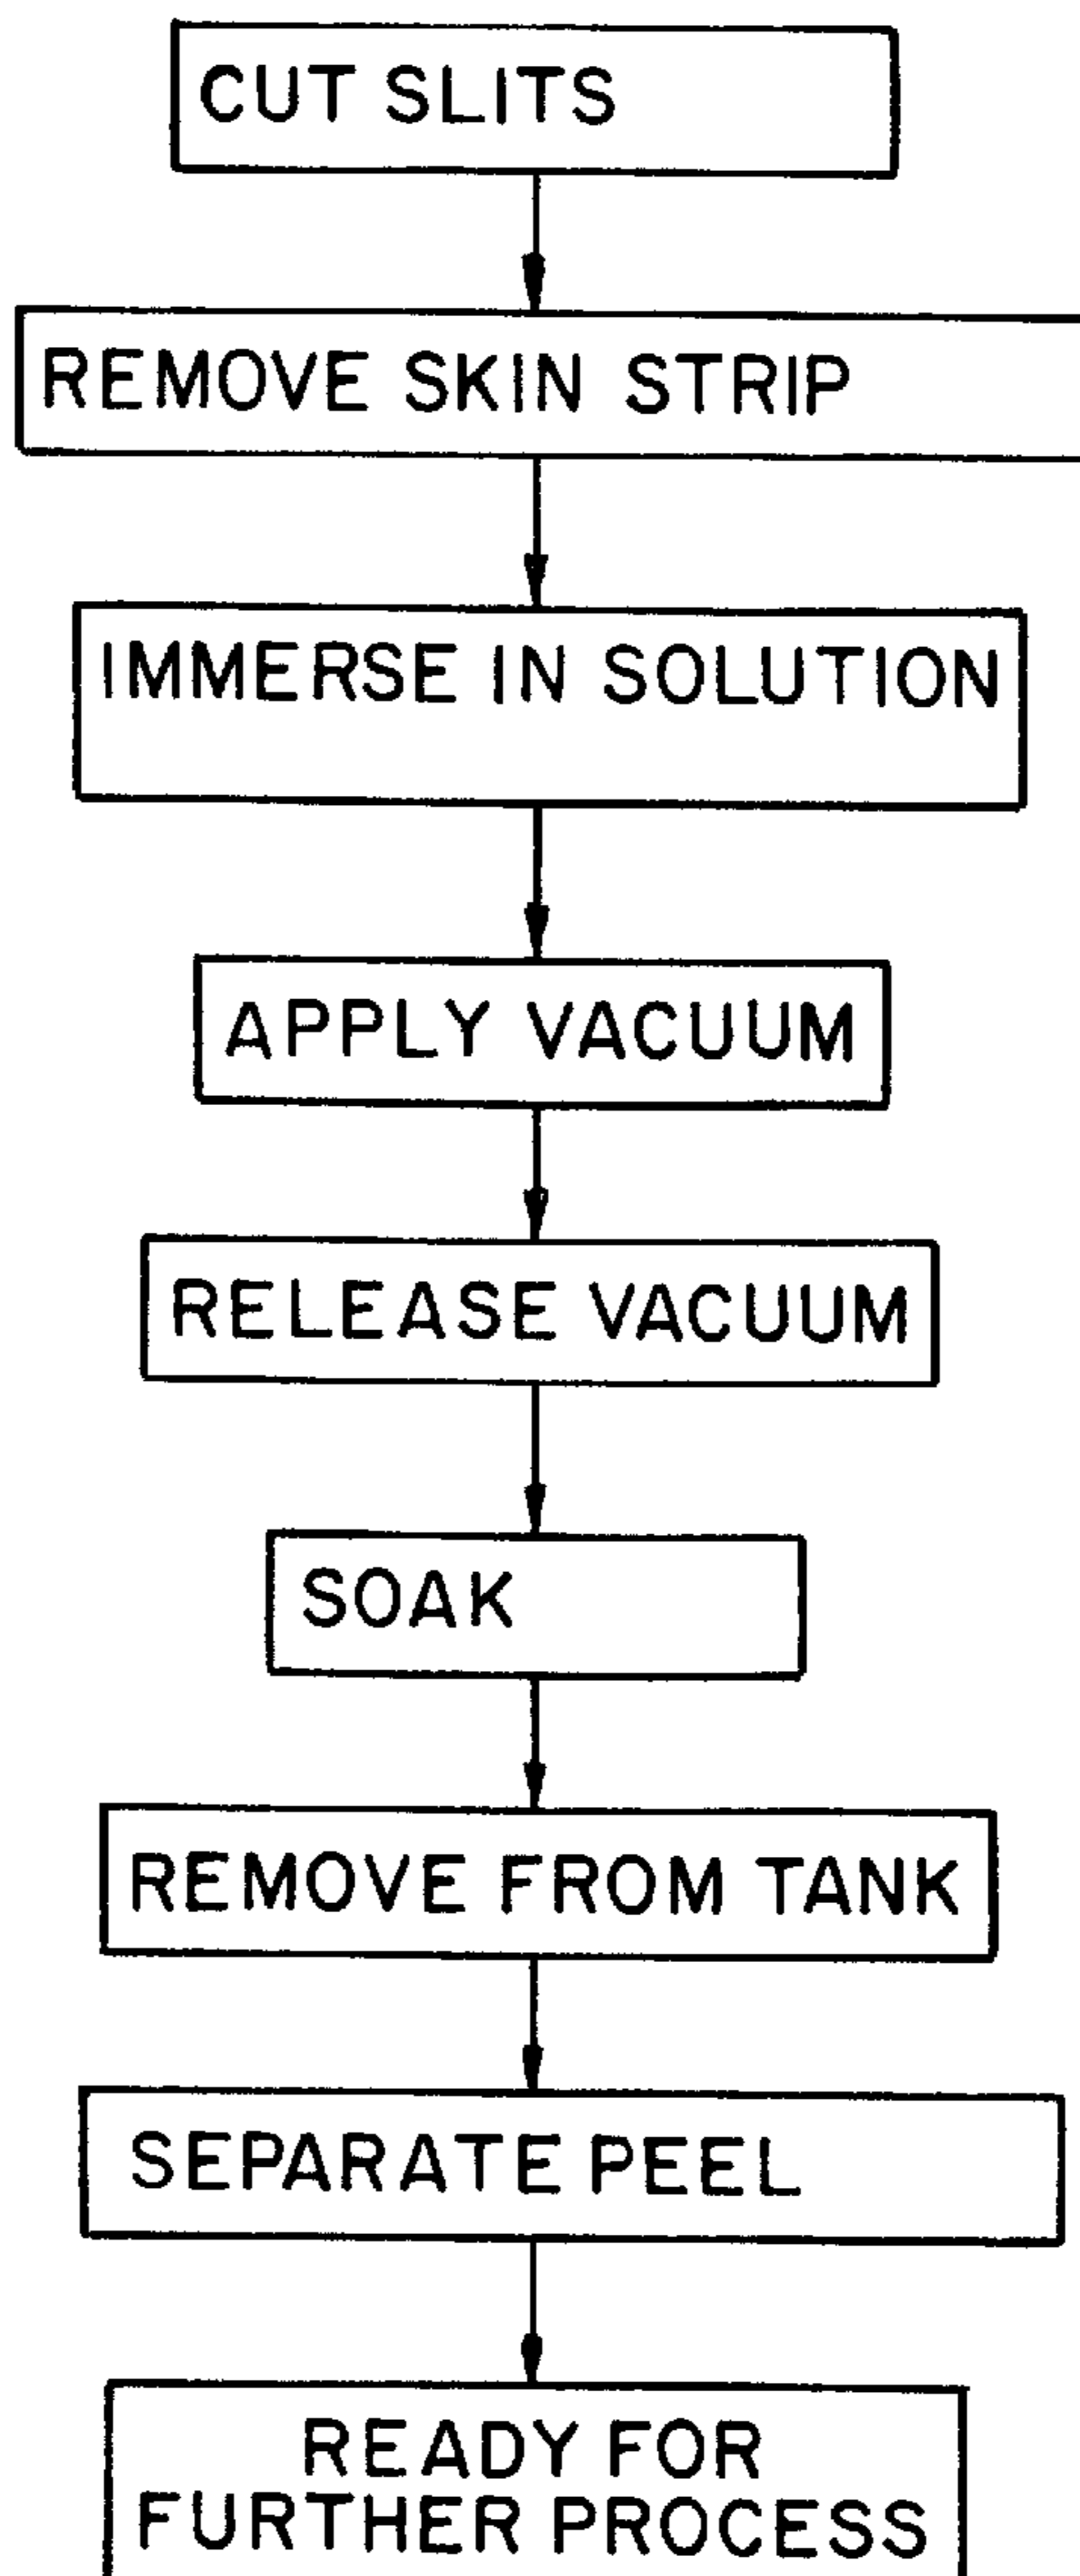 CUT SLITS
REMOVE SKIN STRIP
IMMERSE IN SOLUTION
APPLY VACUUM
RELEASE VACUUM
SOAK
REMOVE FROM TANK
SEPARATE PEEL
READY FOR
FURTHER PROCESS